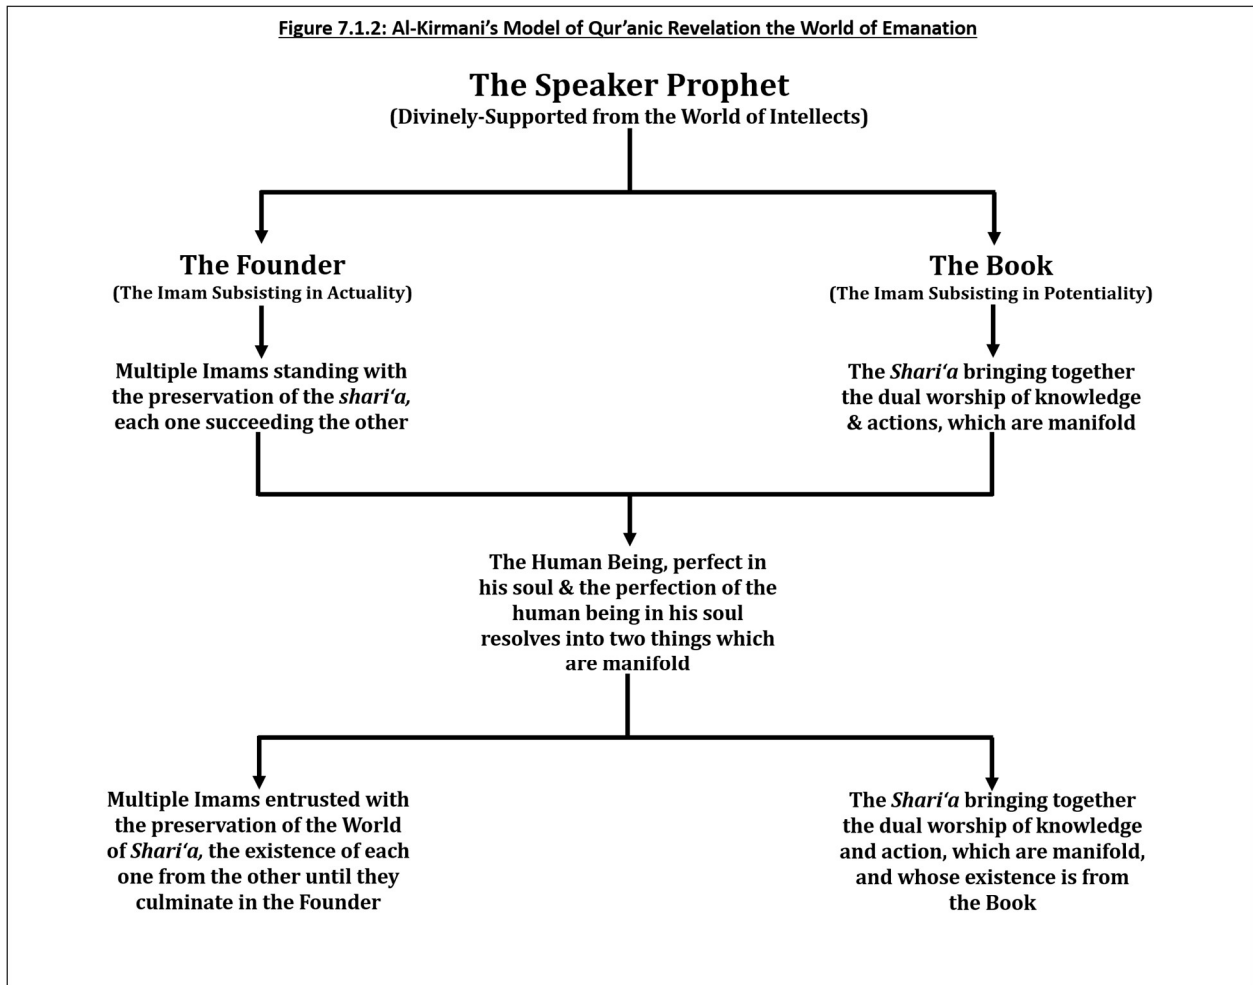 Figure 7.1.2: Al-Kirmani’s Model of Qur’anic Revelation the World of Emanation
The Speaker Prophet
(Divinely-Supported from the World of Intellects)
The Founder
(The Imam Subsisting in Actuality)
The Book
(The Imam Subsisting in Potentiality)
Multiple Imams standing with
the preservation of the shari‘a,
each one succeeding the other
The Shari‘a bringing together
the dual worship of knowledge
& actions, which are manifold
The Human Being, perfect in
his soul & the perfection of the
human being in his soul
resolves into two things which
are manifold
Multiple Imams entrusted with
the preservation of the World
of Shari‘a, the existence of each
one from the other until they
culminate in the Founder
The Shari‘a bringing together
the dual worship of knowledge
and action, which are manifold,
and whose existence is from
the Book